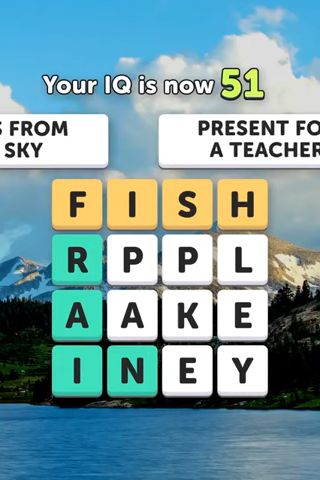 Your IQ is now 51
S FROM
SKY
PRESENT FO
A TEACHER
F I S H
R P P L
A A K E
I N E Y